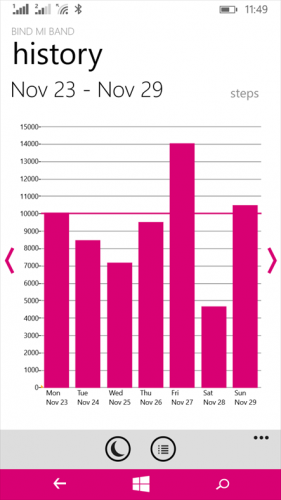 1 2 11:49
BIND MI BAND
history
Nov 23 - Nov 29
steps
15000
14000
13000
12000
11000
10000
9000
8000
7000
6000
5000
4000
3000
2000
1000
0
Mon Tue Wed Thu Fri Sat Sun
Nov 23 Nov 24 Nov 25 Nov 26 Nov 27 Nov 28 Nov 29